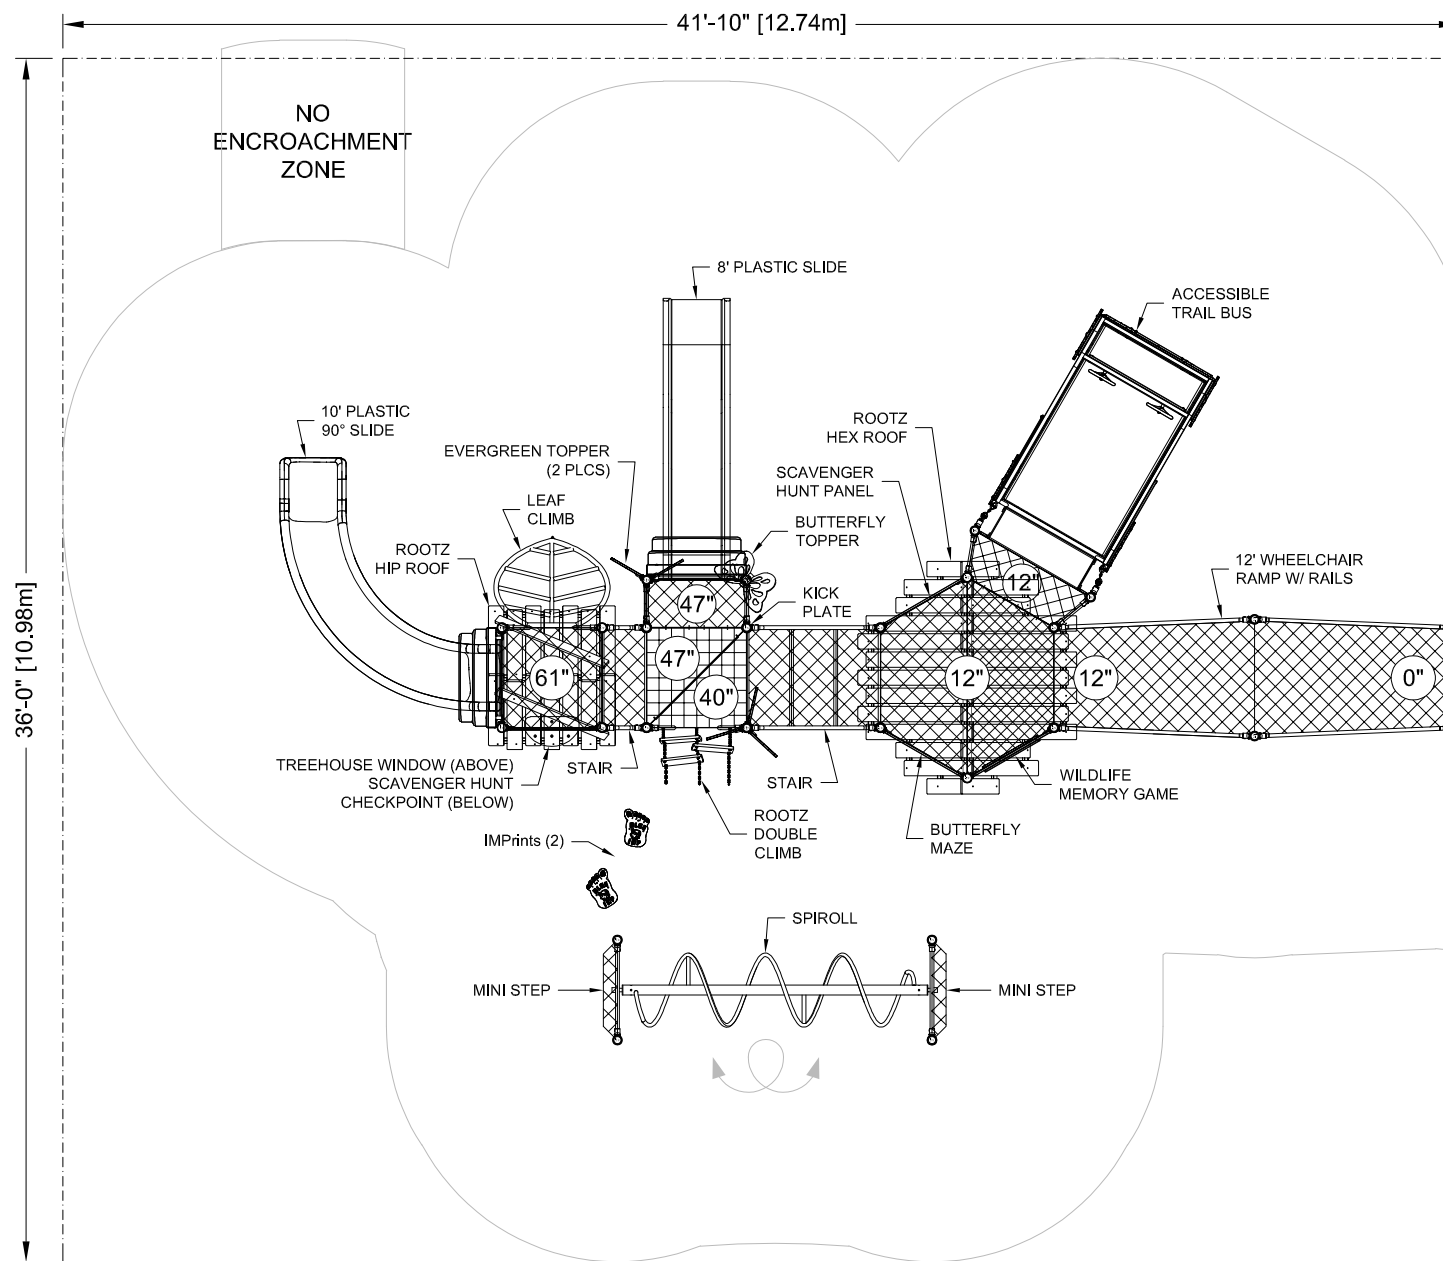 41'-10" [12.74m]
NO
ENCROACHMENT
ZONE
8' PLASTIC SLIDE
ACCESSIBLE
TRAIL BUS
10' PLASTIC
90° SLIDE
ROOTZ
HEX ROOF
EVERGREEN TOPPER
(2 PLCS)
SCAVENGER
HUNT PANEL
LEAF
CLIMB
BUTTERFLY
TOPPER
ROOTZ
HIP ROOF
12' WHEELCHAIR
RAMP W/ RAILS
KICK
PLATE
36'-0" [10.98m]
47"
12"
47"
61"
40"
12"
12"
0"
TREEHOUSE WINDOW (ABOVE)
SCAVENGER HUNT
CHECKPOINT (BELOW)
STAIR
STAIR
WILDLIFE
MEMORY GAME
ROOTZ
DOUBLE
CLIMB
BUTTERFLY
MAZE
IMPrints (2)
SPIROLL
MINI STEP
MINI STEP